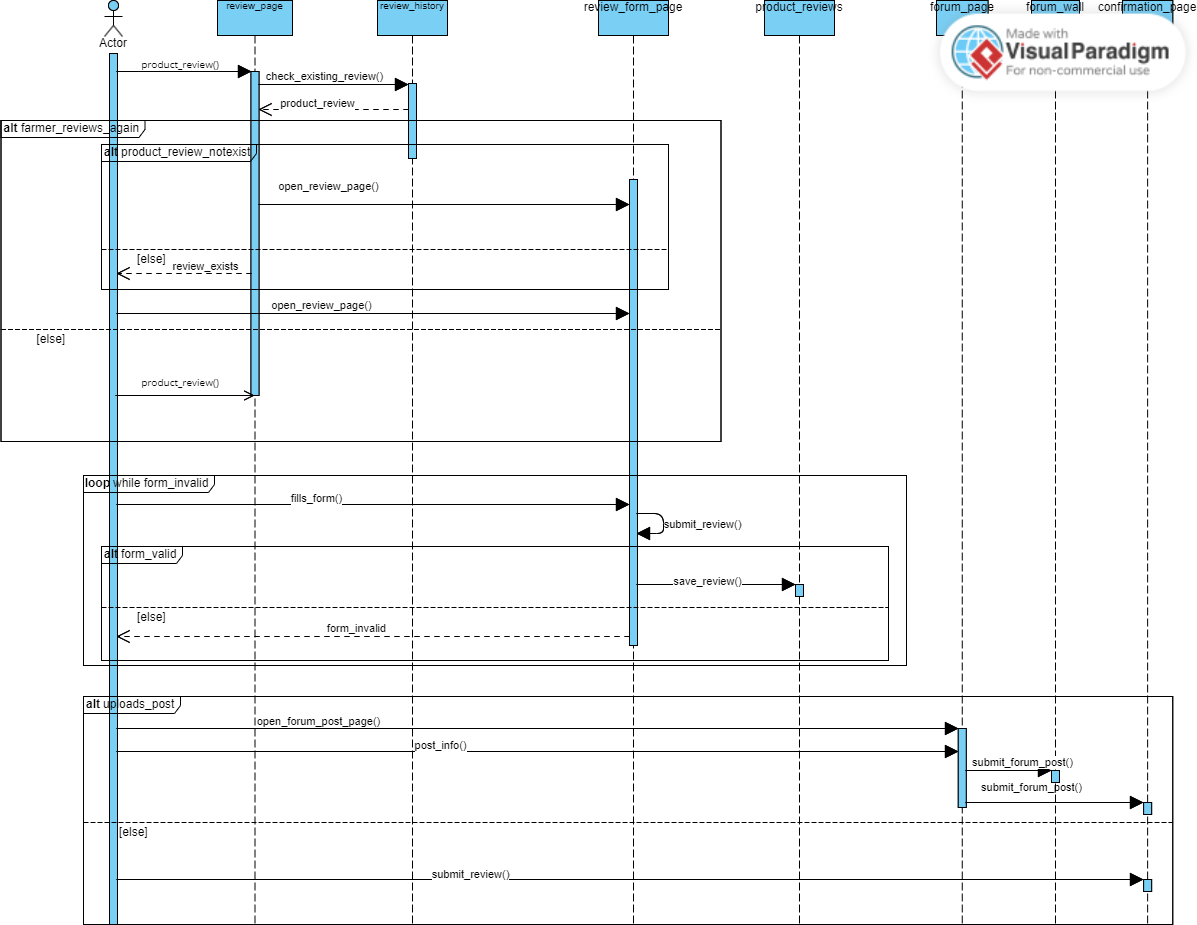 review_page
review_history
review_form_page
product_reviews
forum_page
forum_wall
confirmation_page
Made with
VisualParadigm
For non-commercial use
Actor
product_review()
check_existing_review()
product_review
alt farmer_reviews_again
alt product_review_notexist
open_review_page()
[else]
review_exists
open_review_page()
[else]
product_review()
loop while form_invalid
fills_form()
submit_review()
alt form_valid
save_review()
[else]
form_invalid
alt uploads_post
open_forum_post_page()
post_info()
submit_forum_post()
submit_forum_post()
[else]
submit_review()